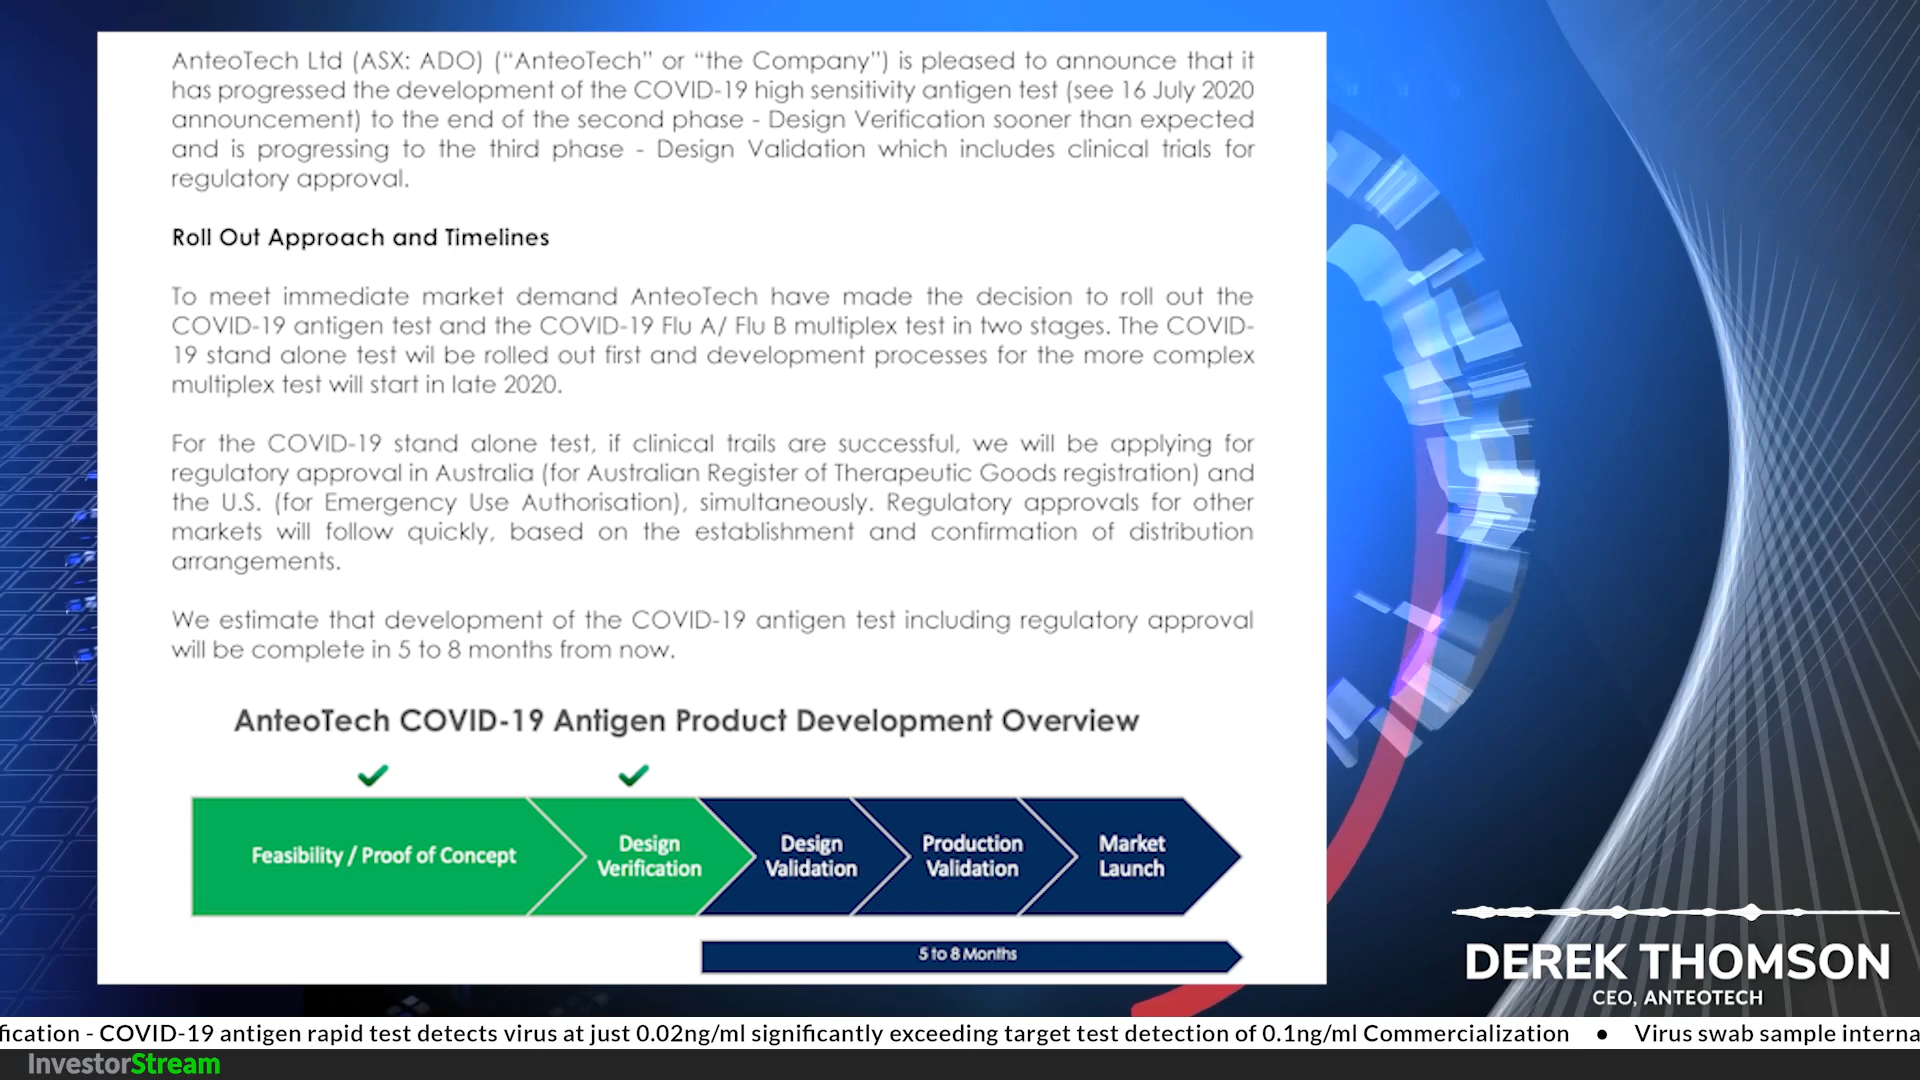 AnteoTech Ltd (ASX: ADO) (“AnteoTech” or “the Company”) is pleased to announce that it
has progressed the development of the COVID-19 high sensitivity antigen test (see 16 July 2020
announcement) to the end of the second phase - Design Verification sooner than expected
and is progressing to the third phase - Design Validation which includes clinical trials for
regulatory approval.
Roll Out Approach and Timelines
To meet immediate market demand AnteoTech have made the decision to roll out the
COVID-19 antigen test and the COVID-19 Flu A/ Flu B multiplex test in two stages. The COVID-
19 stand alone test wil be rolled out first and development processes for the more complex
multiplex test will start in late 2020.
For the COVID-19 stand alone test, if clinical trails are successful, we will be applying for
regulatory approval in Australia (for Australian Register of Therapeutic Goods registration) and
the U.S. (for Emergency Use Authorisation), simultaneously. Regulatory approvals for other
markets will follow quickly, based on the establishment and confirmation of distribution
arrangements.
We estimate that development of the COVID-19 antigen test including regulatory approval
will be complete in 5 to 8 months from now.
AnteoTech COVID-19 Antigen Product Development Overview
Feasibility / Proof of Concept
Design
Verification
Design
Validation
Production
Validation
Market
Launch
5 to 8 Months
DEREK THOMSON
CEO, ANTEOTECH
fication - COVID-19 antigen rapid test detects virus at just 0.02ng/ml significantly exceeding target test detection of 0.1ng/ml Commercialization • Virus swab sample interna
InvestorStream